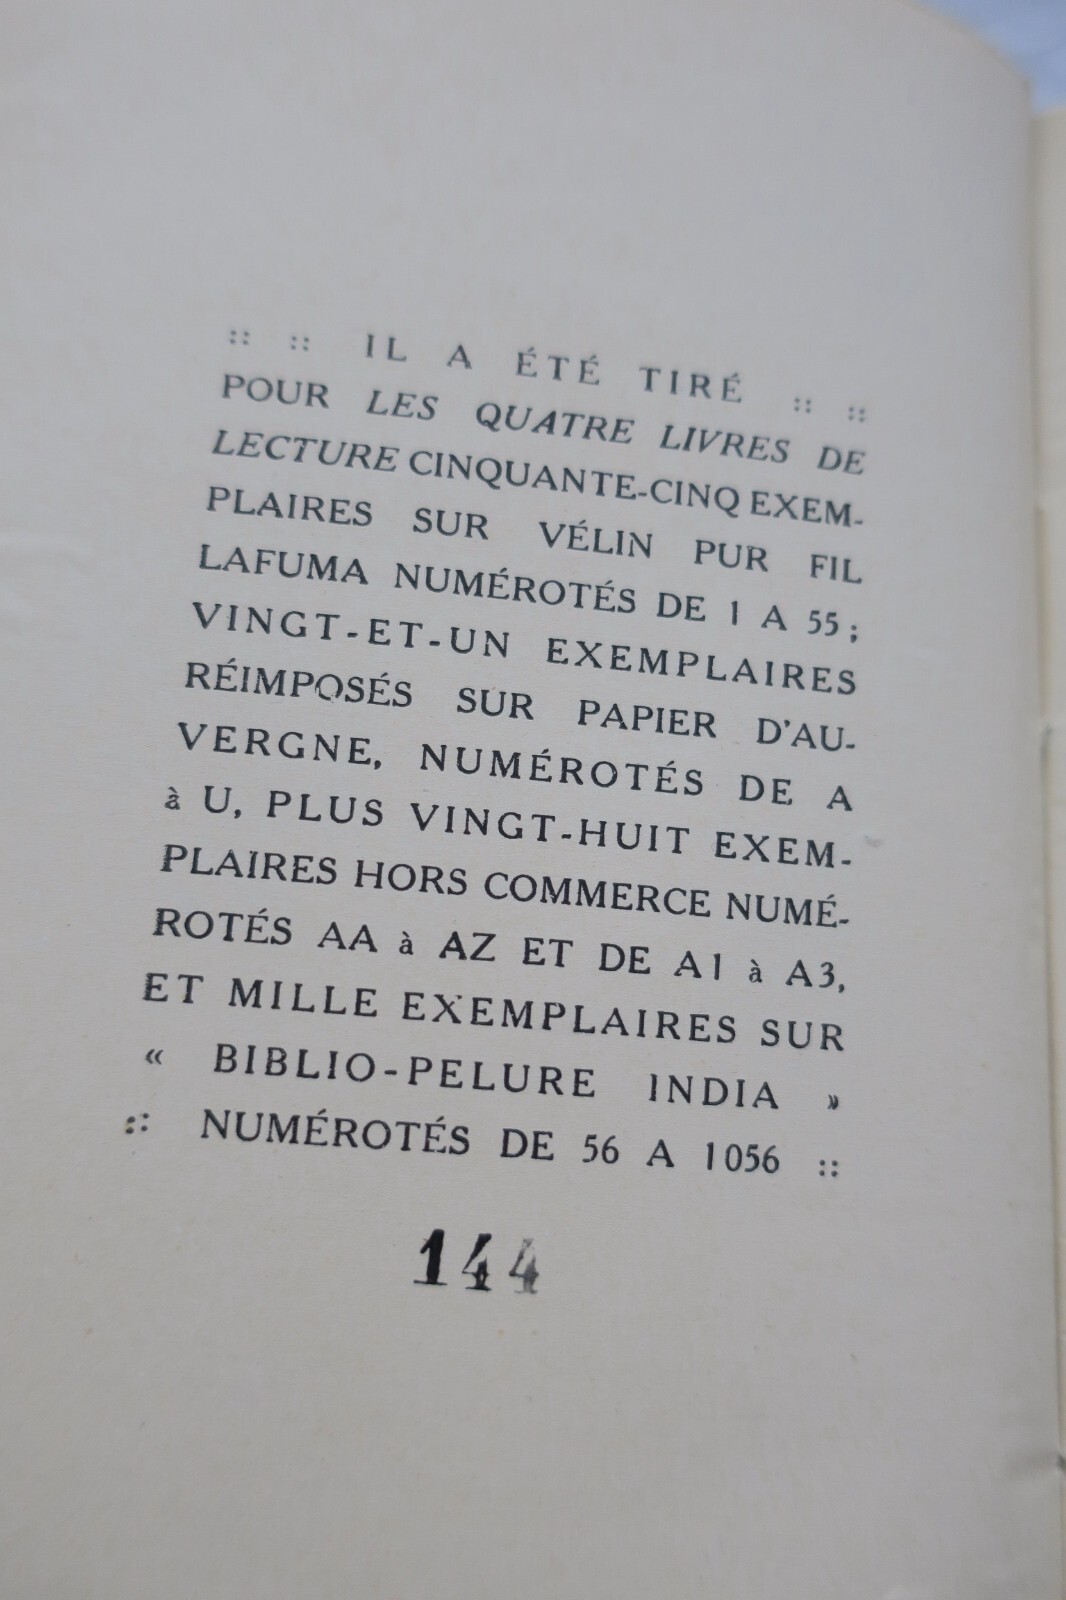 :: :: IL A ÉTÉ TIRÉ :: ::
POUR LES QUATRE LIVRES DE
LECTURE CINQUANTE-CINQ EXEM-
PLAIRES SUR VÉLIN PUR FIL
LAFUMA NUMÉROTÉS DE 1 A 55;
VINGT-ET-UN EXEMPLAIRES
RÉIMPOSÉS SUR PAPIER D'AU-
VERGNE, NUMÉROTÉS DE A
à U, PLUS VINGT-HUIT EXEM-
PLAIRES HORS COMMERCE NUMÉ-
ROTÉS AA à AZ ET DE A1 à A3,
ET MILLE EXEMPLAIRES SUR
« BIBLIO-PELURE INDIA »
:: NUMÉROTÉS DE 56 A 1056 ::
144